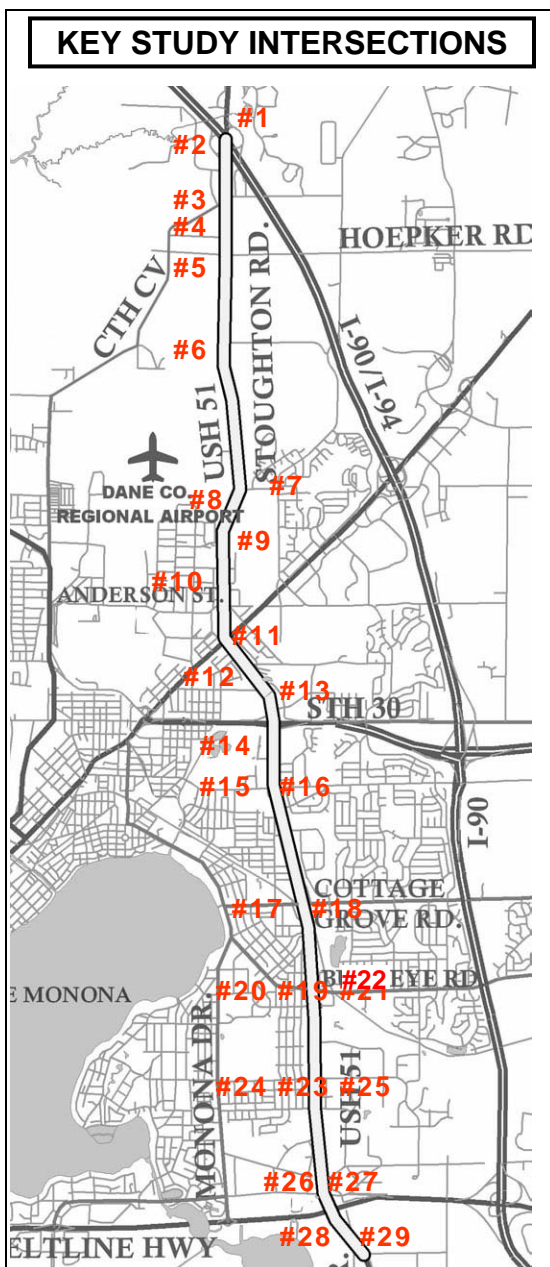 KEY STUDY INTERSECTIONS
#1
#2
#3
#4
HOEPKER RD
#5
CTH CV
STOUGHTON RD.
#6
I-90/I-94
USH 51
#7
DANE CO.
#8
REGIONAL AIRPORT
#9
#10
ANDERSON ST.
#11
#12
#13
STH 30
#14
#15
#16
I-90
COTTAGE
#17
#18
GROVE RD.
#22
EYE RD
E MONONA
#20
#19
#21
MONONA DR.
#24
#23
#25
USH 51
#26
#27
#28
#29
ELTLINE HWY
R.